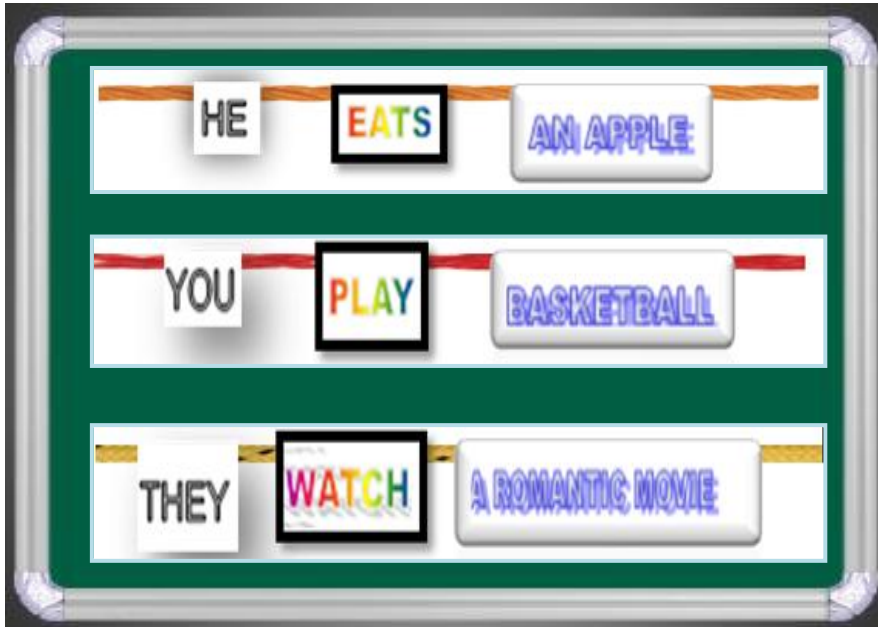 HE EATS AN APPLE
YOU PLAY BASKETBALL
THEY WATCH A ROMANTIC MOVIE